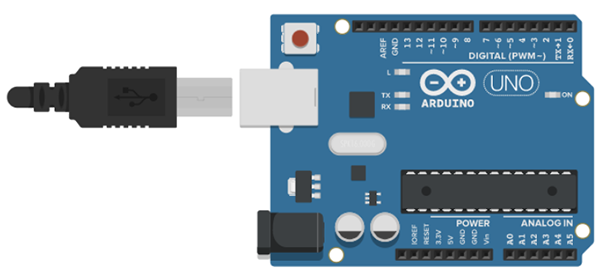 AREF
GND
13
12
~11
~10
~9
8
7
~6
~5
4
~3
2
TX→1
RX←0
DIGITAL (PWM~)
L
TX
RX
ARDUINO
UNO
ON
POWER
ANALOG IN
IOREF
RESET
3.3V
5V
GND
GND
Vin
A0
A1
A2
A3
A4
A5